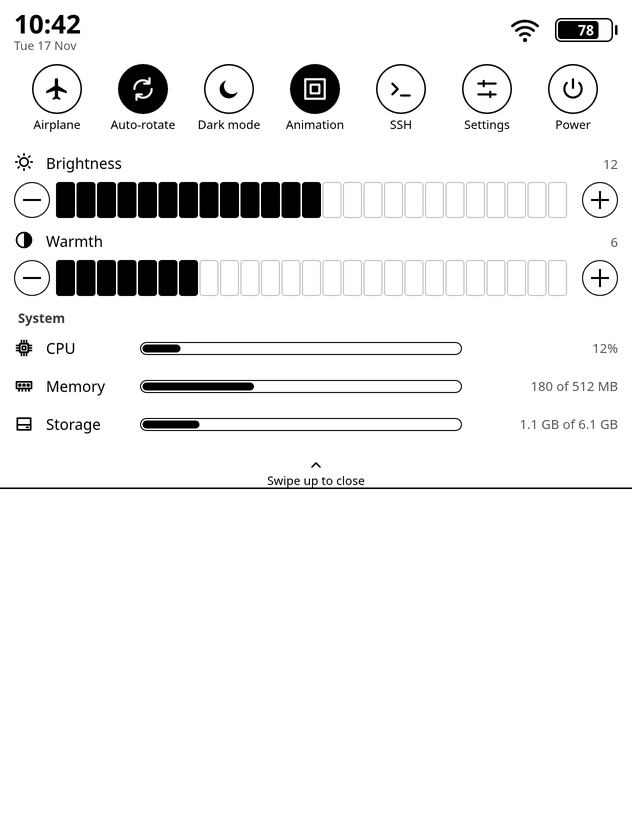 10:42
Tue 17 Nov
78
Airplane
Auto-rotate
Dark mode
Animation
SSH
Settings
Power
Brightness
12
Warmth
6
System
CPU
12%
Memory
180 of 512 MB
Storage
1.1 GB of 6.1 GB
Swipe up to close